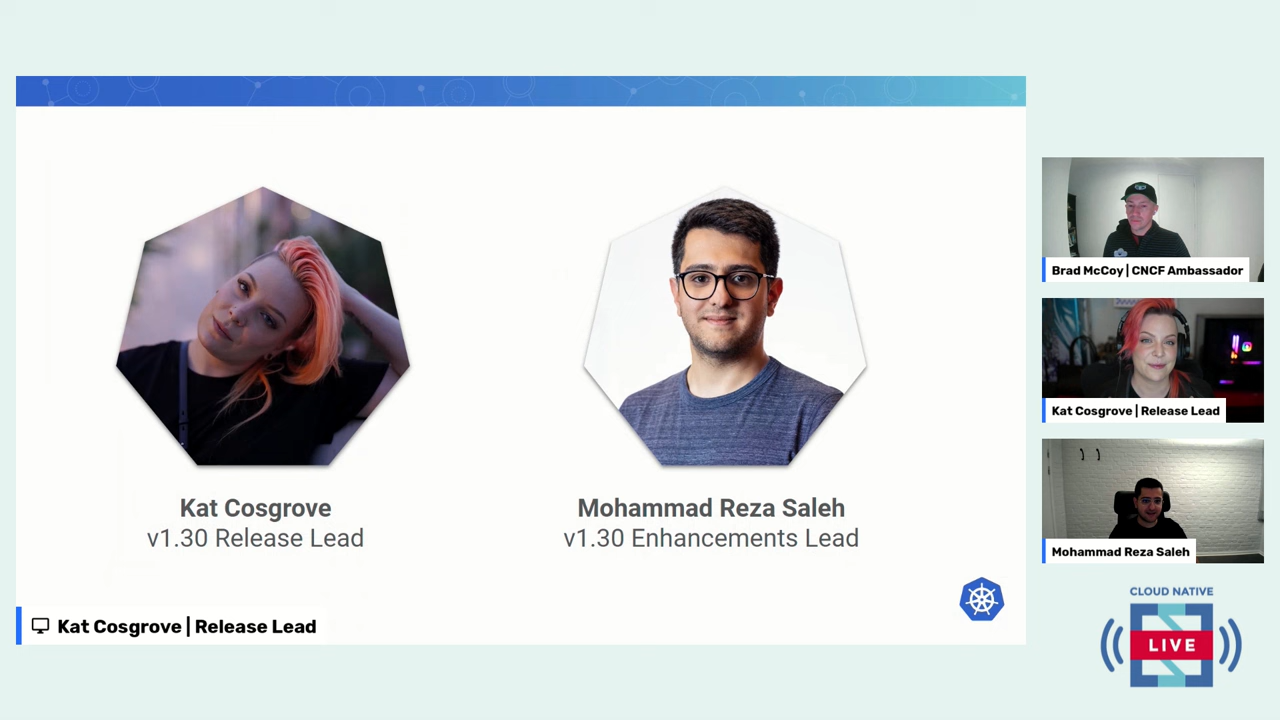 Kat Cosgrove
v1.30 Release Lead
Mohammad Reza Saleh
v1.30 Enhancements Lead
Kat Cosgrove | Release Lead
Brad McCoy | CNCF Ambassador
Kat Cosgrove | Release Lead
Mohammad Reza Saleh
CLOUD NATIVE
LIVE